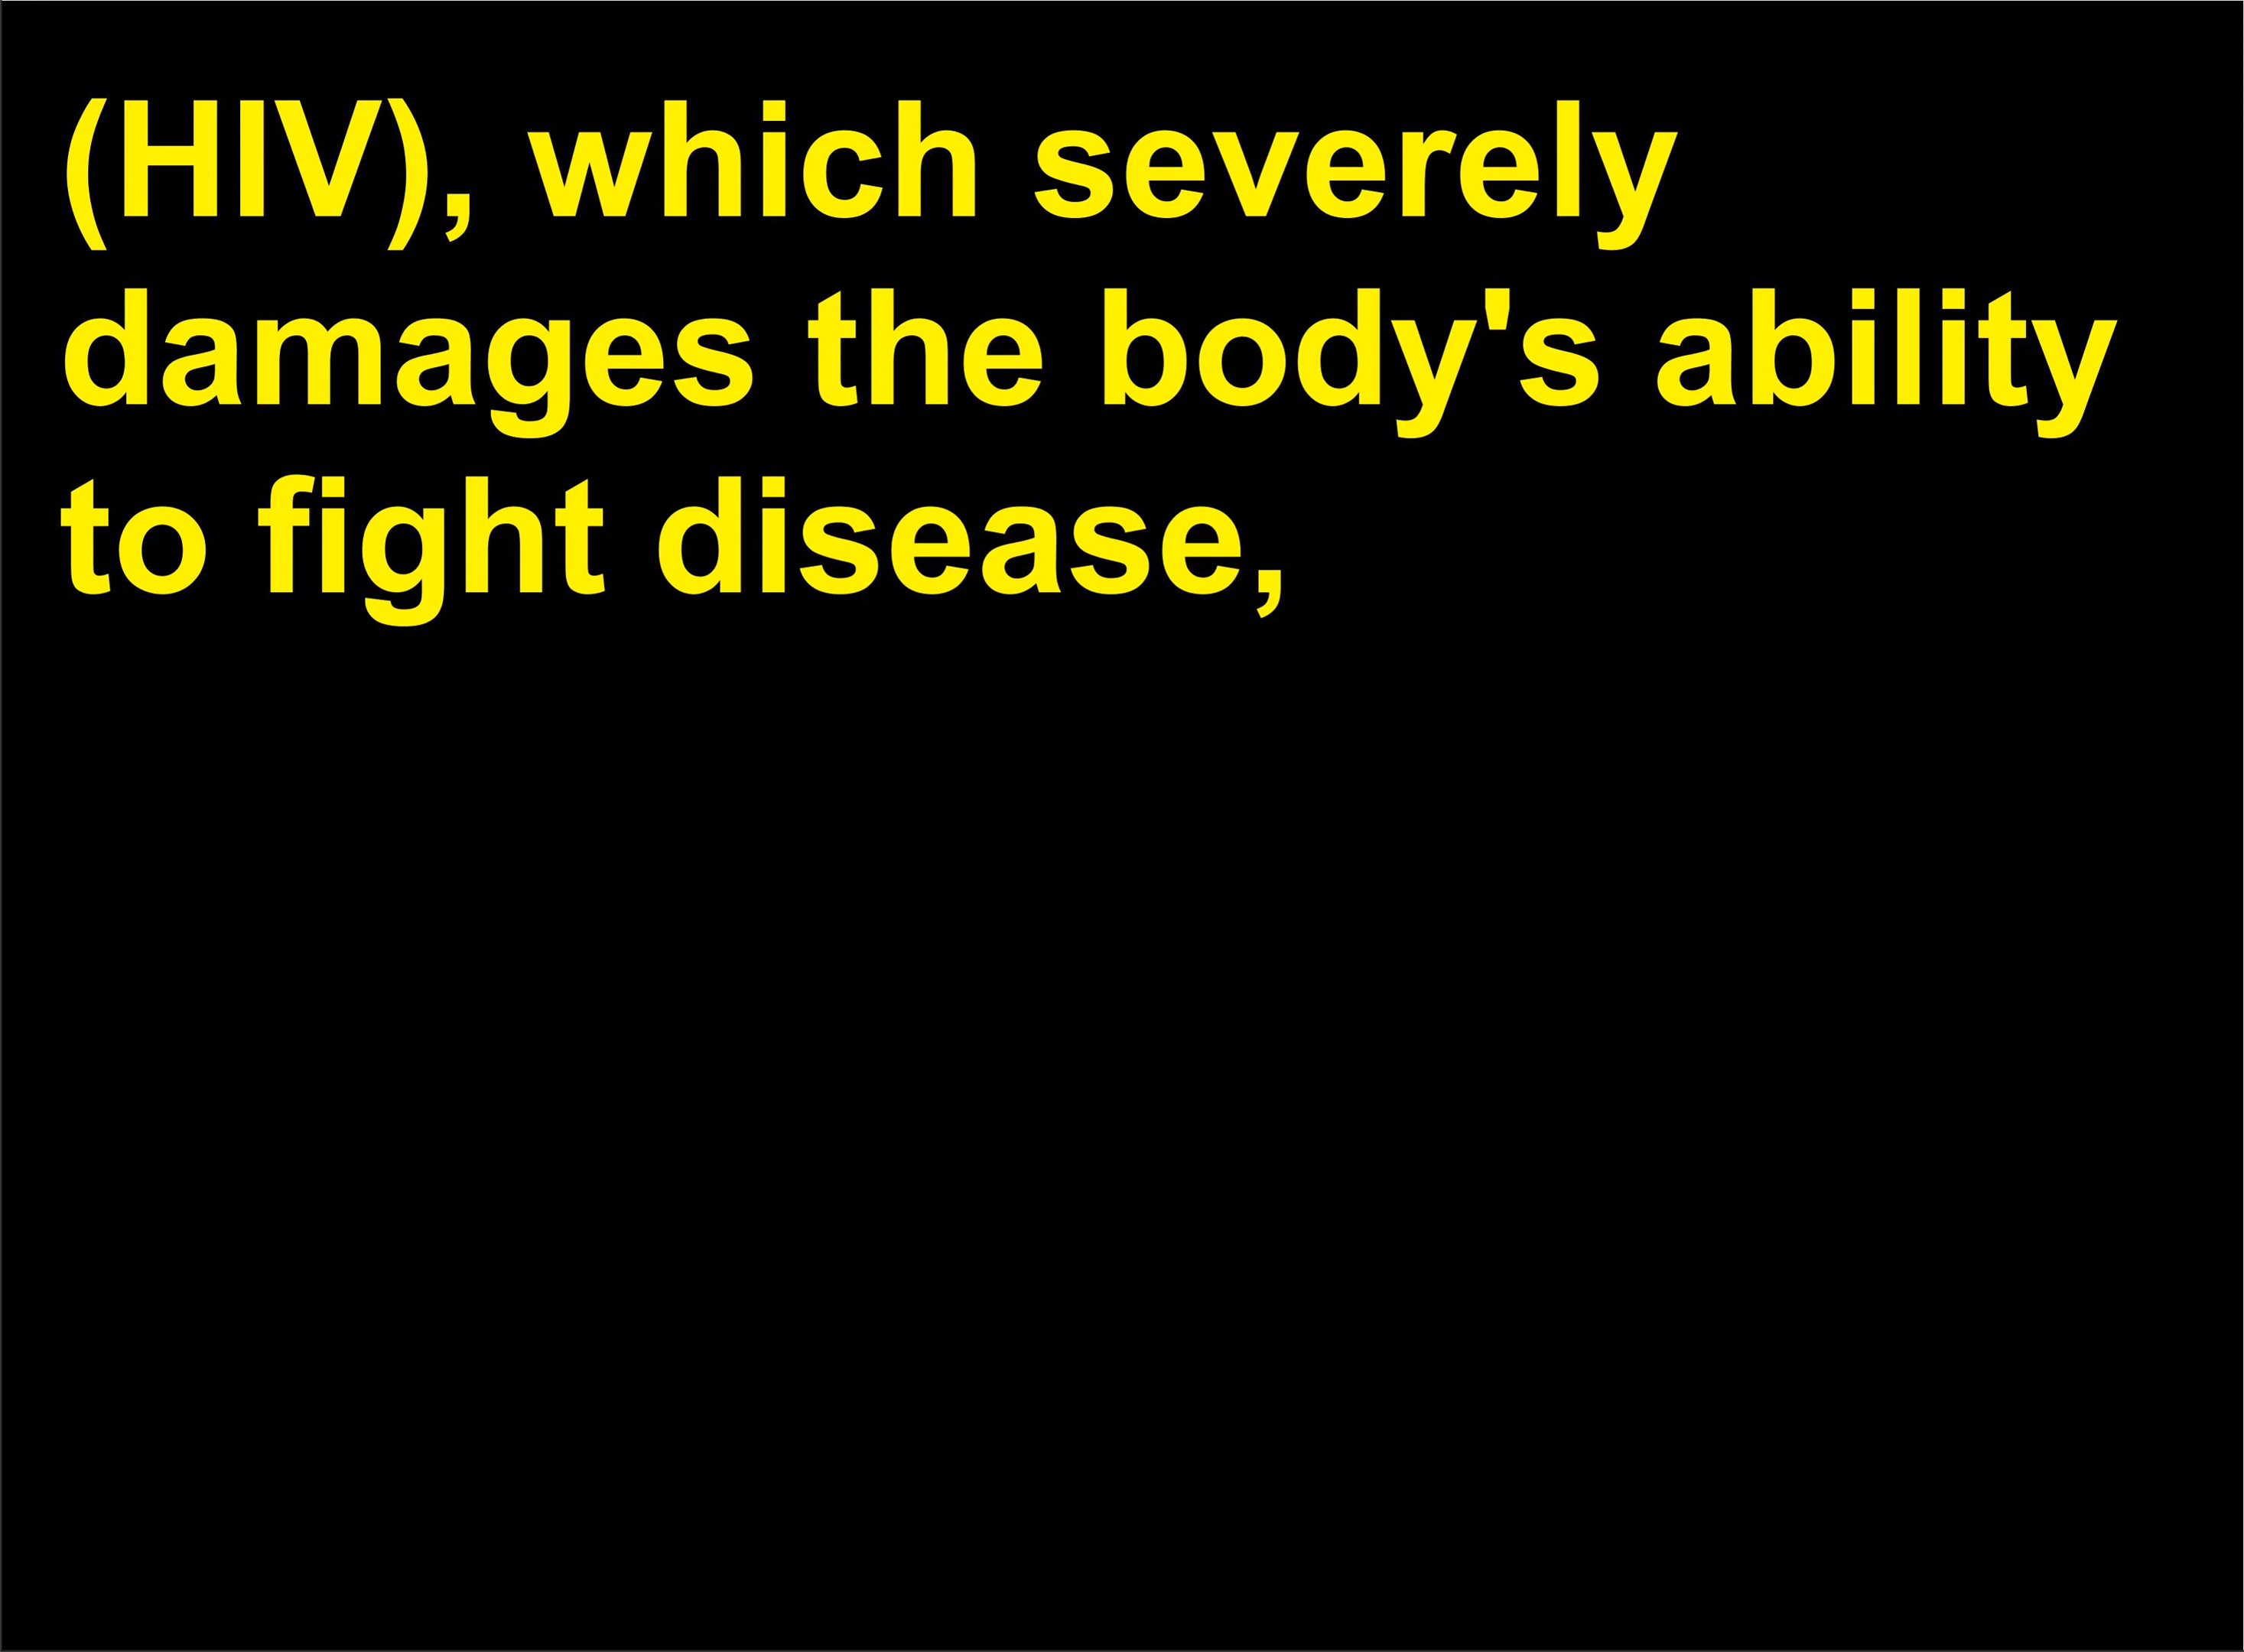 (HIV), which severely
damages the body's ability
to fight disease,